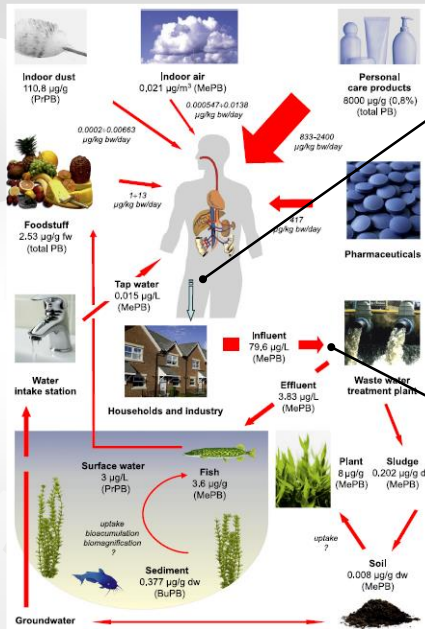 Indoor dust
110,8 µg/g
(PrPB)
Indoor air
0,021 µg/m³ (MePB)
Personal
care products
8000 µg/g (0,8%)
(total PB)
0.0002÷0.00663
µg/kg bw/day
0.000547÷0.0138
µg/kg bw/day
833-2400
µg/kg bw/day
1÷13
µg/kg bw/day
417
µg/kg bw/day
Foodstuff
2.53 µg/g fw
(total PB)
Pharmaceuticals
Tap water
0.015 µg/L
(MePB)
Water
intake station
Households and industry
Influent
79,6 µg/L
(MePB)
Effluent
3.83 µg/L
(MePB)
Waste water
treatment plant
Surface water
3 µg/L
(PrPB)
Fish
3.6 µg/g
(MePB)
Plant
8 µg/g
(MePB)
Sludge
0,202 µg/g dw
(MePB)
uptake
bioacumulation
biomagnification
?
uptake ?
Sediment
0,377 µg/g dw
(BuPB)
Soil
0.008 µg/g dw
(MePB)
Groundwater